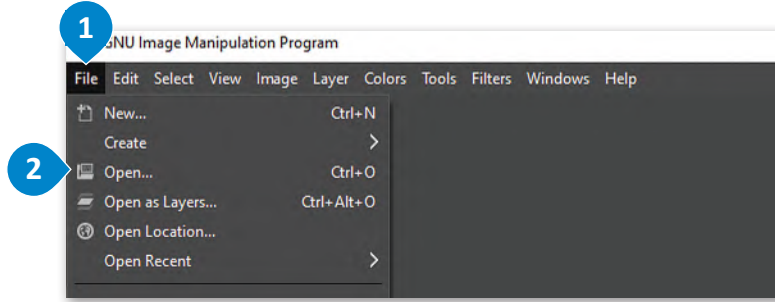 1
GNU Image Manipulation Program
File Edit Select View Image Layer Colors Tools Filters Windows Help
New... Ctrl+N
Create
2
Open... Ctrl+O
Open as Layers... Ctrl+Alt+O
Open Location...
Open Recent